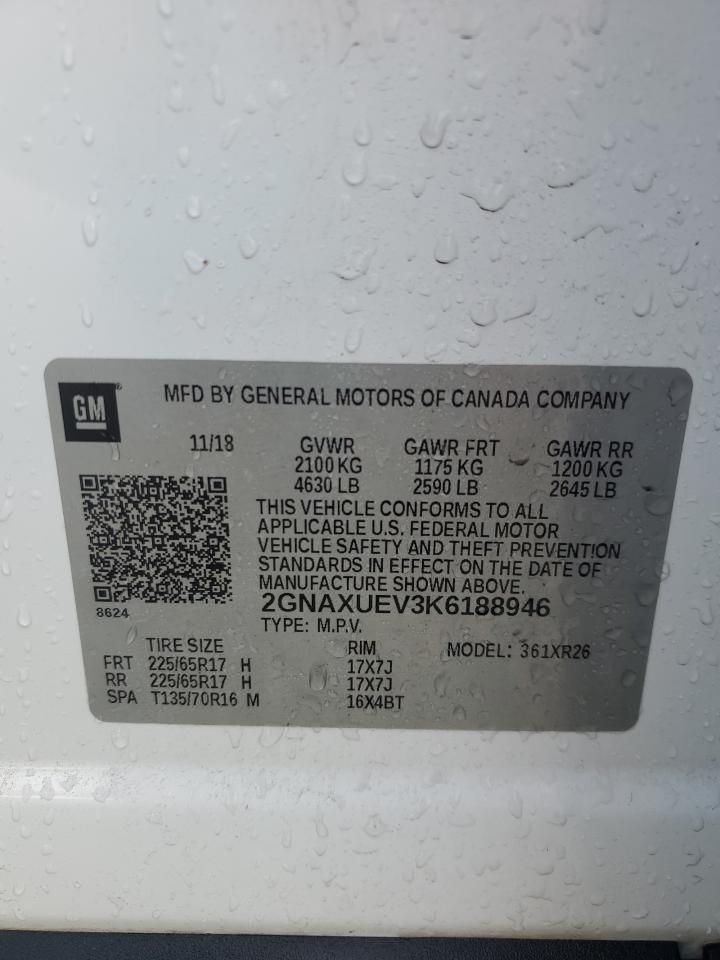 GM
MFD BY GENERAL MOTORS OF CANADA COMPANY
11/18 GVWR GAWR FRT GAWR RR
2100 KG 1175 KG 1200 KG
4630 LB 2590 LB 2645 LB
THIS VEHICLE CONFORMS TO ALL
APPLICABLE U.S. FEDERAL MOTOR
VEHICLE SAFETY AND THEFT PREVENTION
STANDARDS IN EFFECT ON THE DATE OF
MANUFACTURE SHOWN ABOVE.
8624
2GNAXUEV3K6188946
TYPE: M.P.V.
TIRE SIZE RIM MODEL: 361XR26
FRT 225/65R17 H 17X7J
RR 225/65R17 H 17X7J
SPA T135/70R16 M 16X4BT